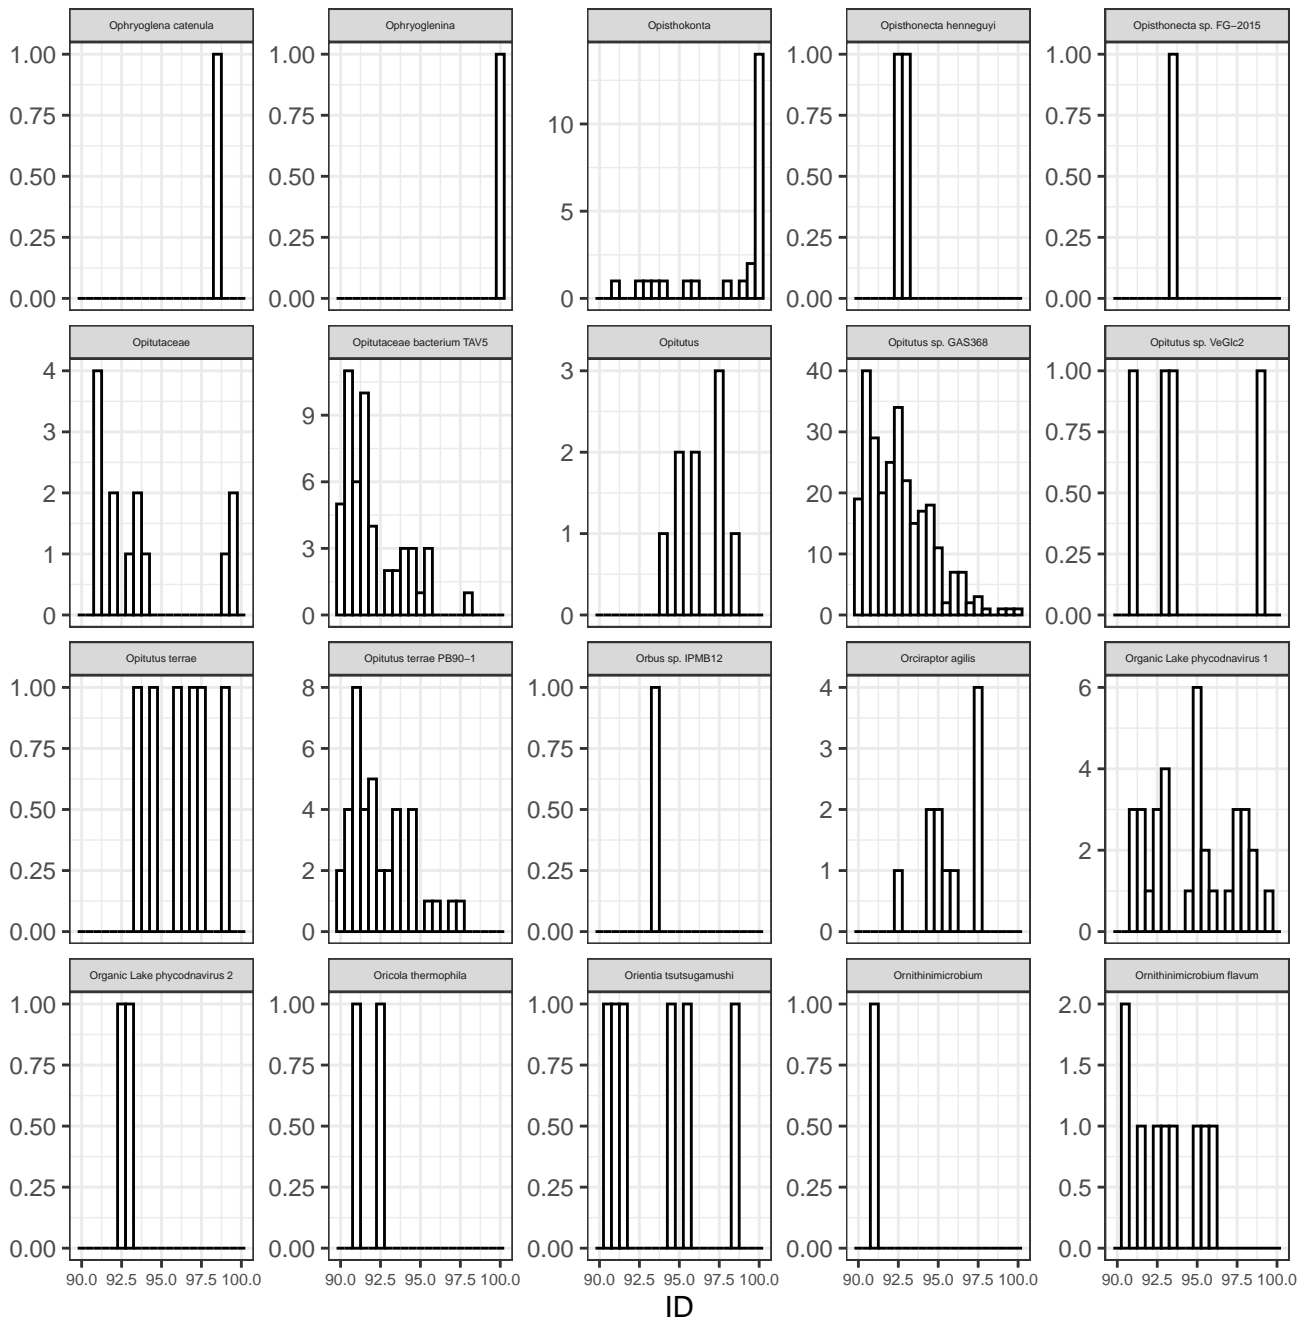 Ophryoglena catenula Ophryoglenina Opisthokonta Opisthonecta henneguyi Opisthonecta sp. FG−2015
1.00 1.00 1.00 1.00
0.75 0.75 10 0.75 0.75
0.50 0.50 5 0.50 0.50
0.25 0.25 0.25 0.25
0.00 0.00 0 0.00 0.00
Opitutaceae Opitutaceae bacterium TAV5 Opitutus Opitutus sp. GAS368 Opitutus sp. VeGlc2
4 3 40 1.00
3 9 30 0.75
2 6 2 20 0.50
1 3 1 10 0.25
0 0 0 0 0.00
Opitutus terrae Opitutus terrae PB90−1 Orbus sp. IPMB12 Orciraptor agilis Organic Lake phycodnavirus 1
1.00 8 1.00 4 6
0.75 6 0.75 3 4
0.50 4 0.50 2 2
0.25 2 0.25 1
0.00 0 0.00 0 0
Organic Lake phycodnavirus 2 Oricola thermophila Orientia tsutsugamushi Ornithinimicrobium Ornithinimicrobium flavum
1.00 1.00 1.00 1.00 2.0
0.75 0.75 0.75 0.75 1.5
0.50 0.50 0.50 0.50 1.0
0.25 0.25 0.25 0.25 0.5
0.00 0.00 0.00 0.00 0.0
90.0 92.5 95.0 97.5 100.0 90.0 92.5 95.0 97.5 100.0 90.0 92.5 95.0 97.5 100.0 90.0 92.5 95.0 97.5 100.0 90.0 92.5 95.0 97.5 100.0
ID